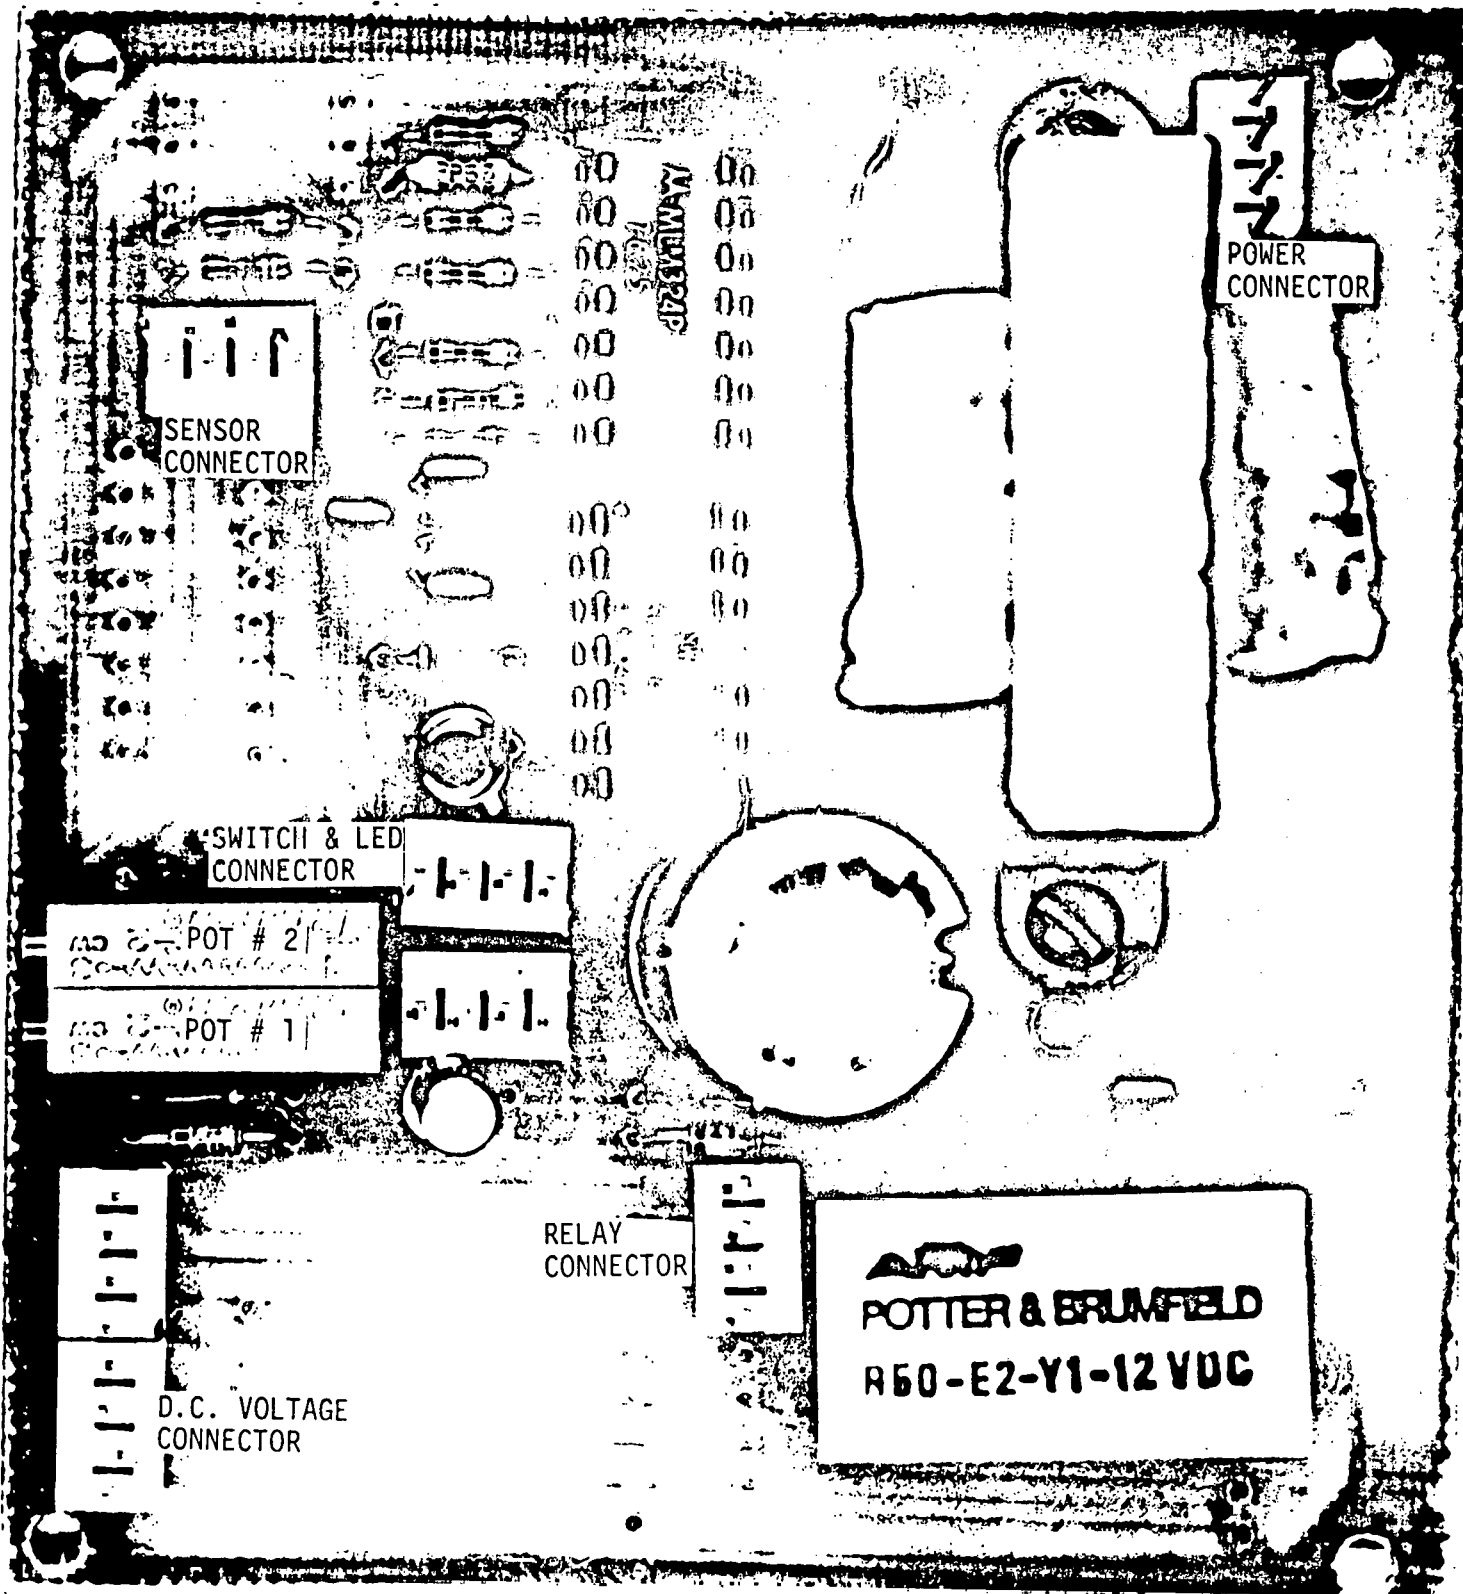 POWER
CONNECTOR
SENSOR
CONNECTOR
SWITCH & LED
CONNECTOR
POT # 2
POT # 1
RELAY
CONNECTOR
POTTER & BRUMFIELD
R50-E2-Y1-12 VDC
D.C. VOLTAGE
CONNECTOR